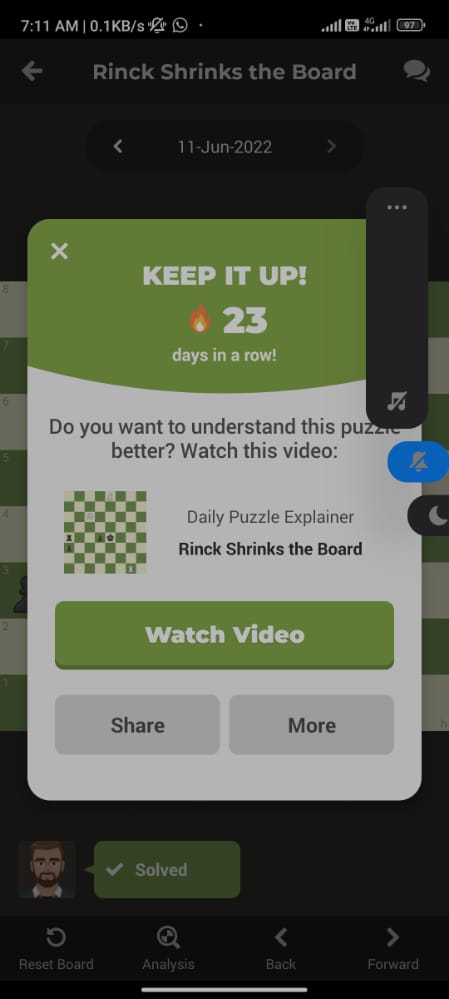 7:11 AM | 0.1KB/s
4G
Vo
LTE
97
Rinck Shrinks the Board
11-Jun-2022
KEEP IT UP!
23
days in a row!
Do you want to understand this puzzle
better? Watch this video:
Daily Puzzle Explainer
Rinck Shrinks the Board
Watch Video
Share
More
8
7
6
5
4
3
2
1
h
Solved
Reset Board
Analysis
Back
Forward